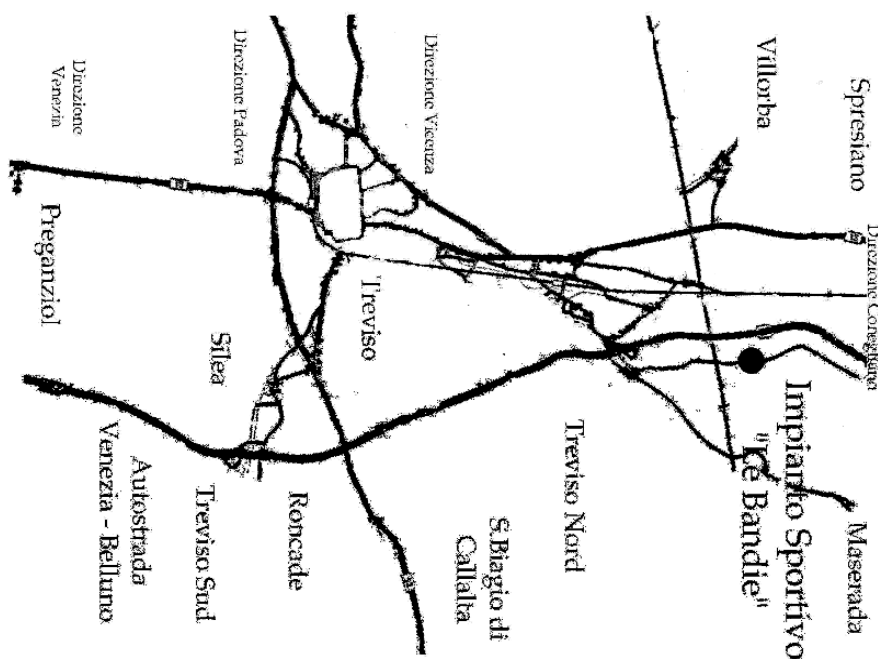 Spresiano
Direzione Conegliano
Maserada
Villorba
Impianto Sportivo
"Le Bandie"
Treviso Nord
S.Biagio di
Callalta
Direzione Vicenza
Treviso
Roncade
Direzione Padova
Silea
Treviso Sud
Autostrada
Venezia - Belluno
Direzione
Venezia
Preganziol